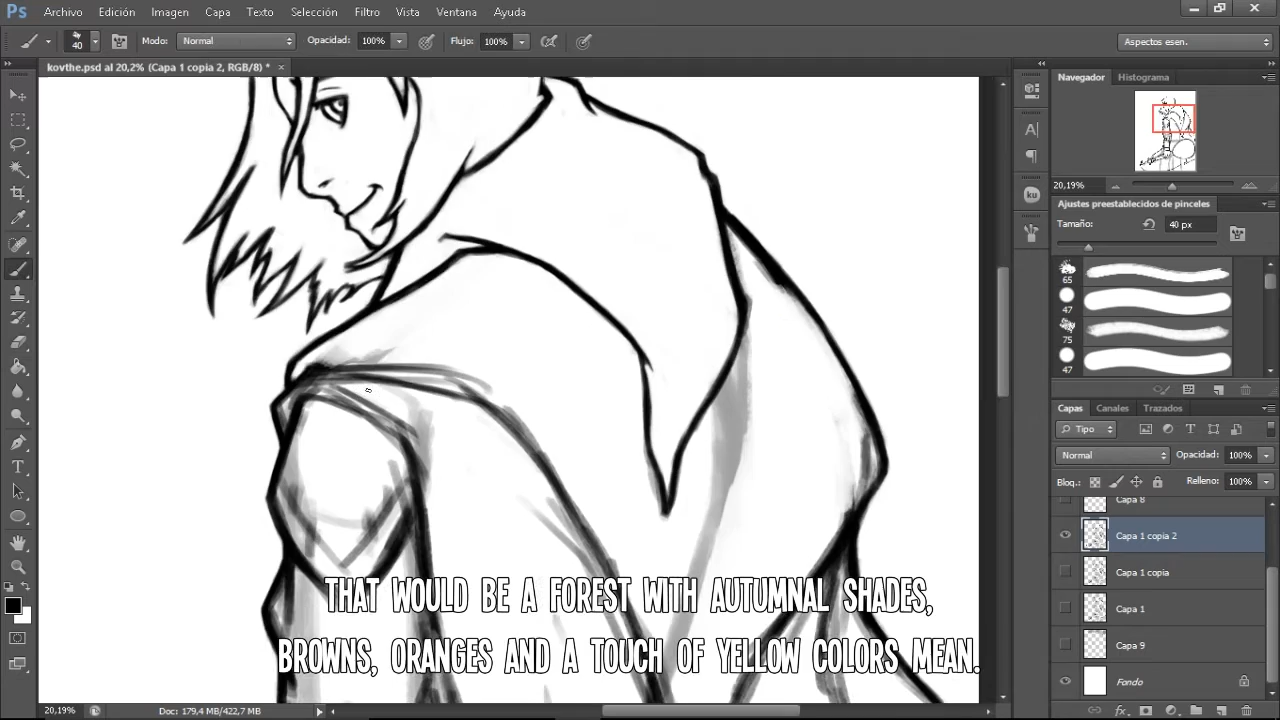 Ps Archivo Edición Imagen Capa Texto Selección Filtro Vista Ventana Ayuda
40 Modo: Normal Opacidad: 100% Flujo: 100% Aspectos esen.
kovthe.psd al 20,2% (Capa 1 copia 2, RGB/8) * ×
Navegador Histograma
20,19%
Ajustes preestablecidos de pinceles
Tamaño: 40 px
65
47
75
47
Capas Canales Trazados
Tipo
Normal Opacidad: 100%
Bloq.: Relleno: 100%
Capa 8
Capa 1 copia 2
Capa 1 copia
Capa 1
Capa 9
Fondo
THAT WOULD BE A FOREST WITH AUTUMNAL SHADES,
BROWNS, ORANGES AND A TOUCH OF YELLOW COLORS MEAN.
20,19% Doc: 179,4 MB/422,7 MB